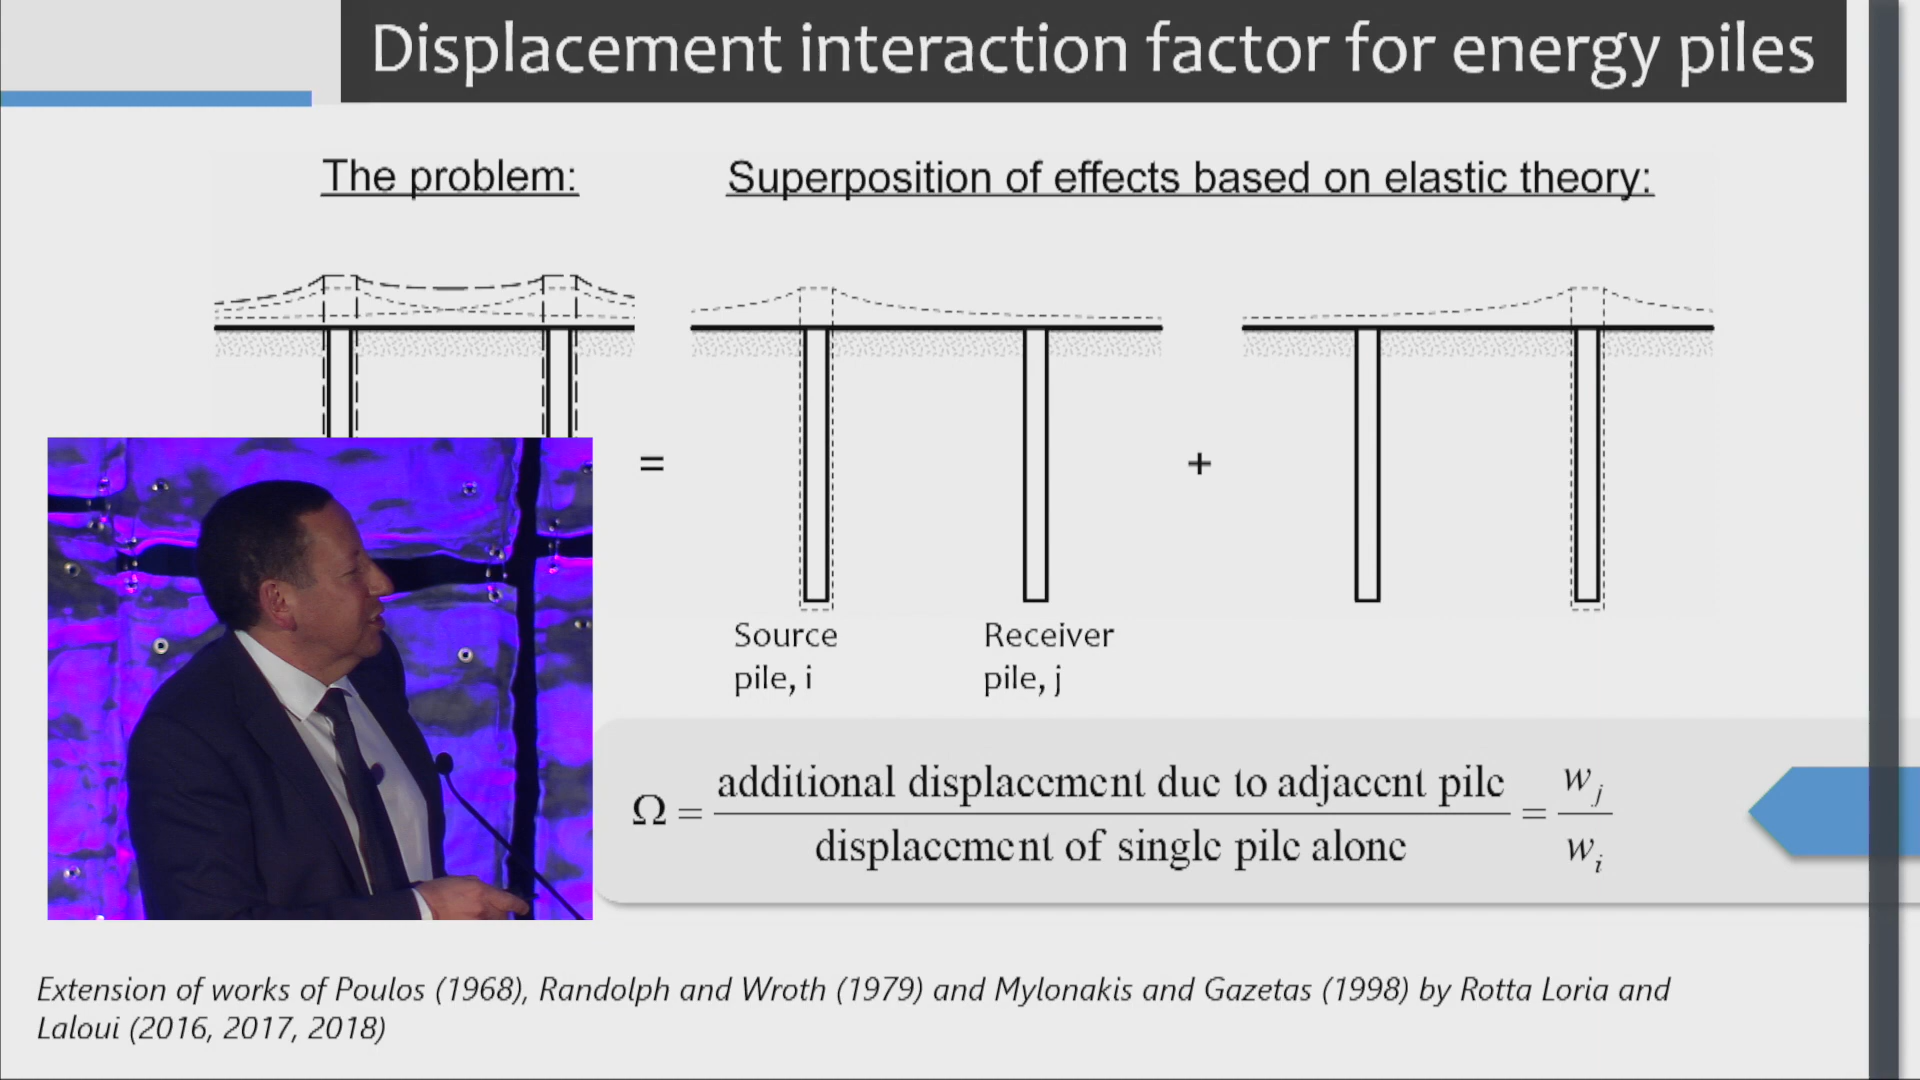 Displacement interaction factor for energy piles
The problem:
Superposition of effects based on elastic theory:
=
+
Source
pile, i
Receiver
pile, j
Ω = additional displacement due to adjacent pile / displacement of single pile alone = w_j / w_i
Extension of works of Poulos (1968), Randolph and Wroth (1979) and Mylonakis and Gazetas (1998) by Rotta Loria and
Laloui (2016, 2017, 2018)